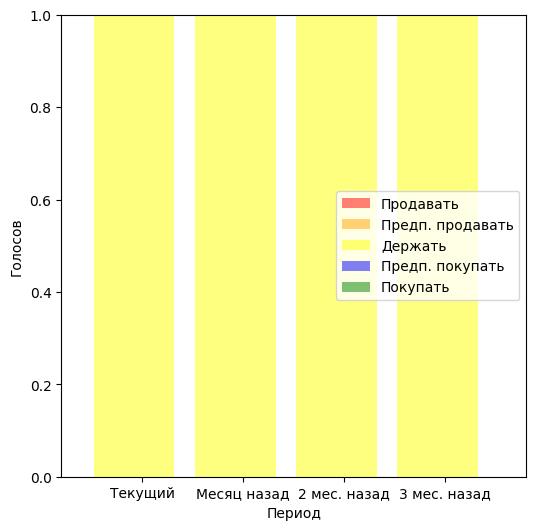 1.0
0.8
0.6
0.4
0.2
0.0
Голосов
Продавать
Предп. продавать
Держать
Предп. покупать
Покупать
Текущий
Месяц назад
2 мес. назад
3 мес. назад
Период